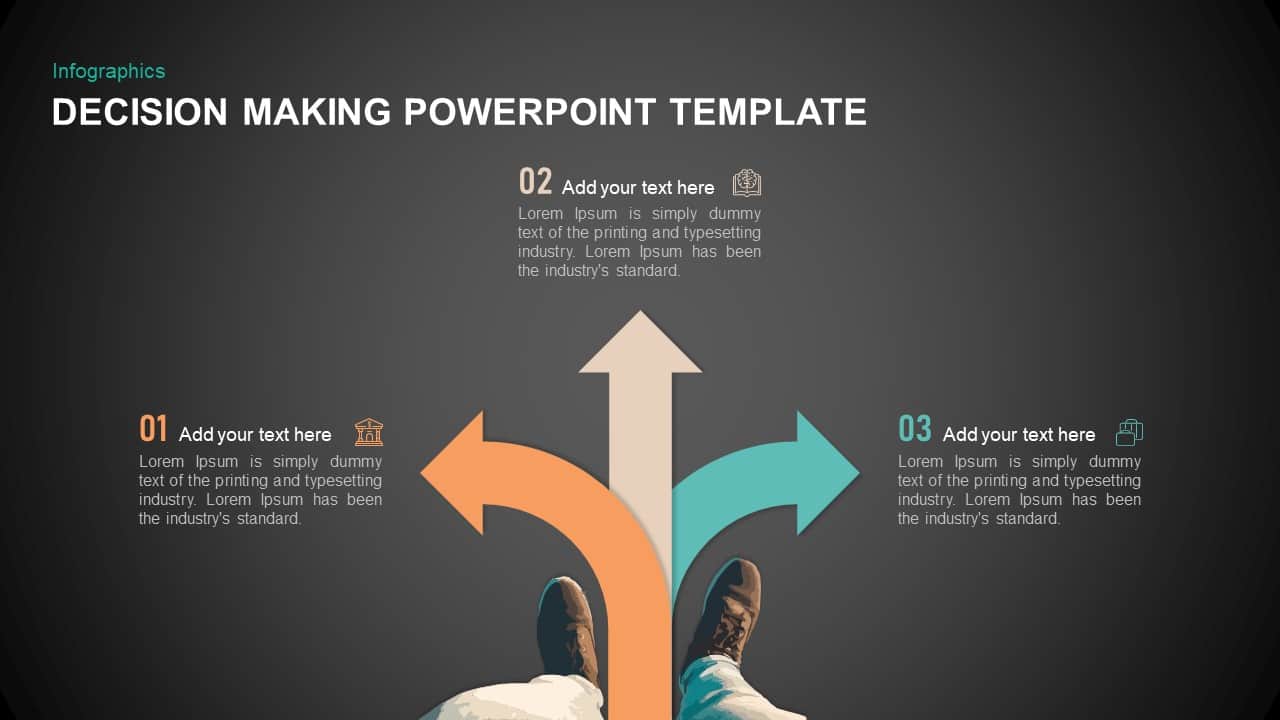 Infographics
DECISION MAKING POWERPOINT TEMPLATE
02 Add your text here
Lorem Ipsum is simply dummy
text of the printing and typesetting
industry. Lorem Ipsum has been
the industry's standard.
01 Add your text here
Lorem Ipsum is simply dummy
text of the printing and typesetting
industry. Lorem Ipsum has been
the industry's standard.
03 Add your text here
Lorem Ipsum is simply dummy
text of the printing and typesetting
industry. Lorem Ipsum has been
the industry's standard.